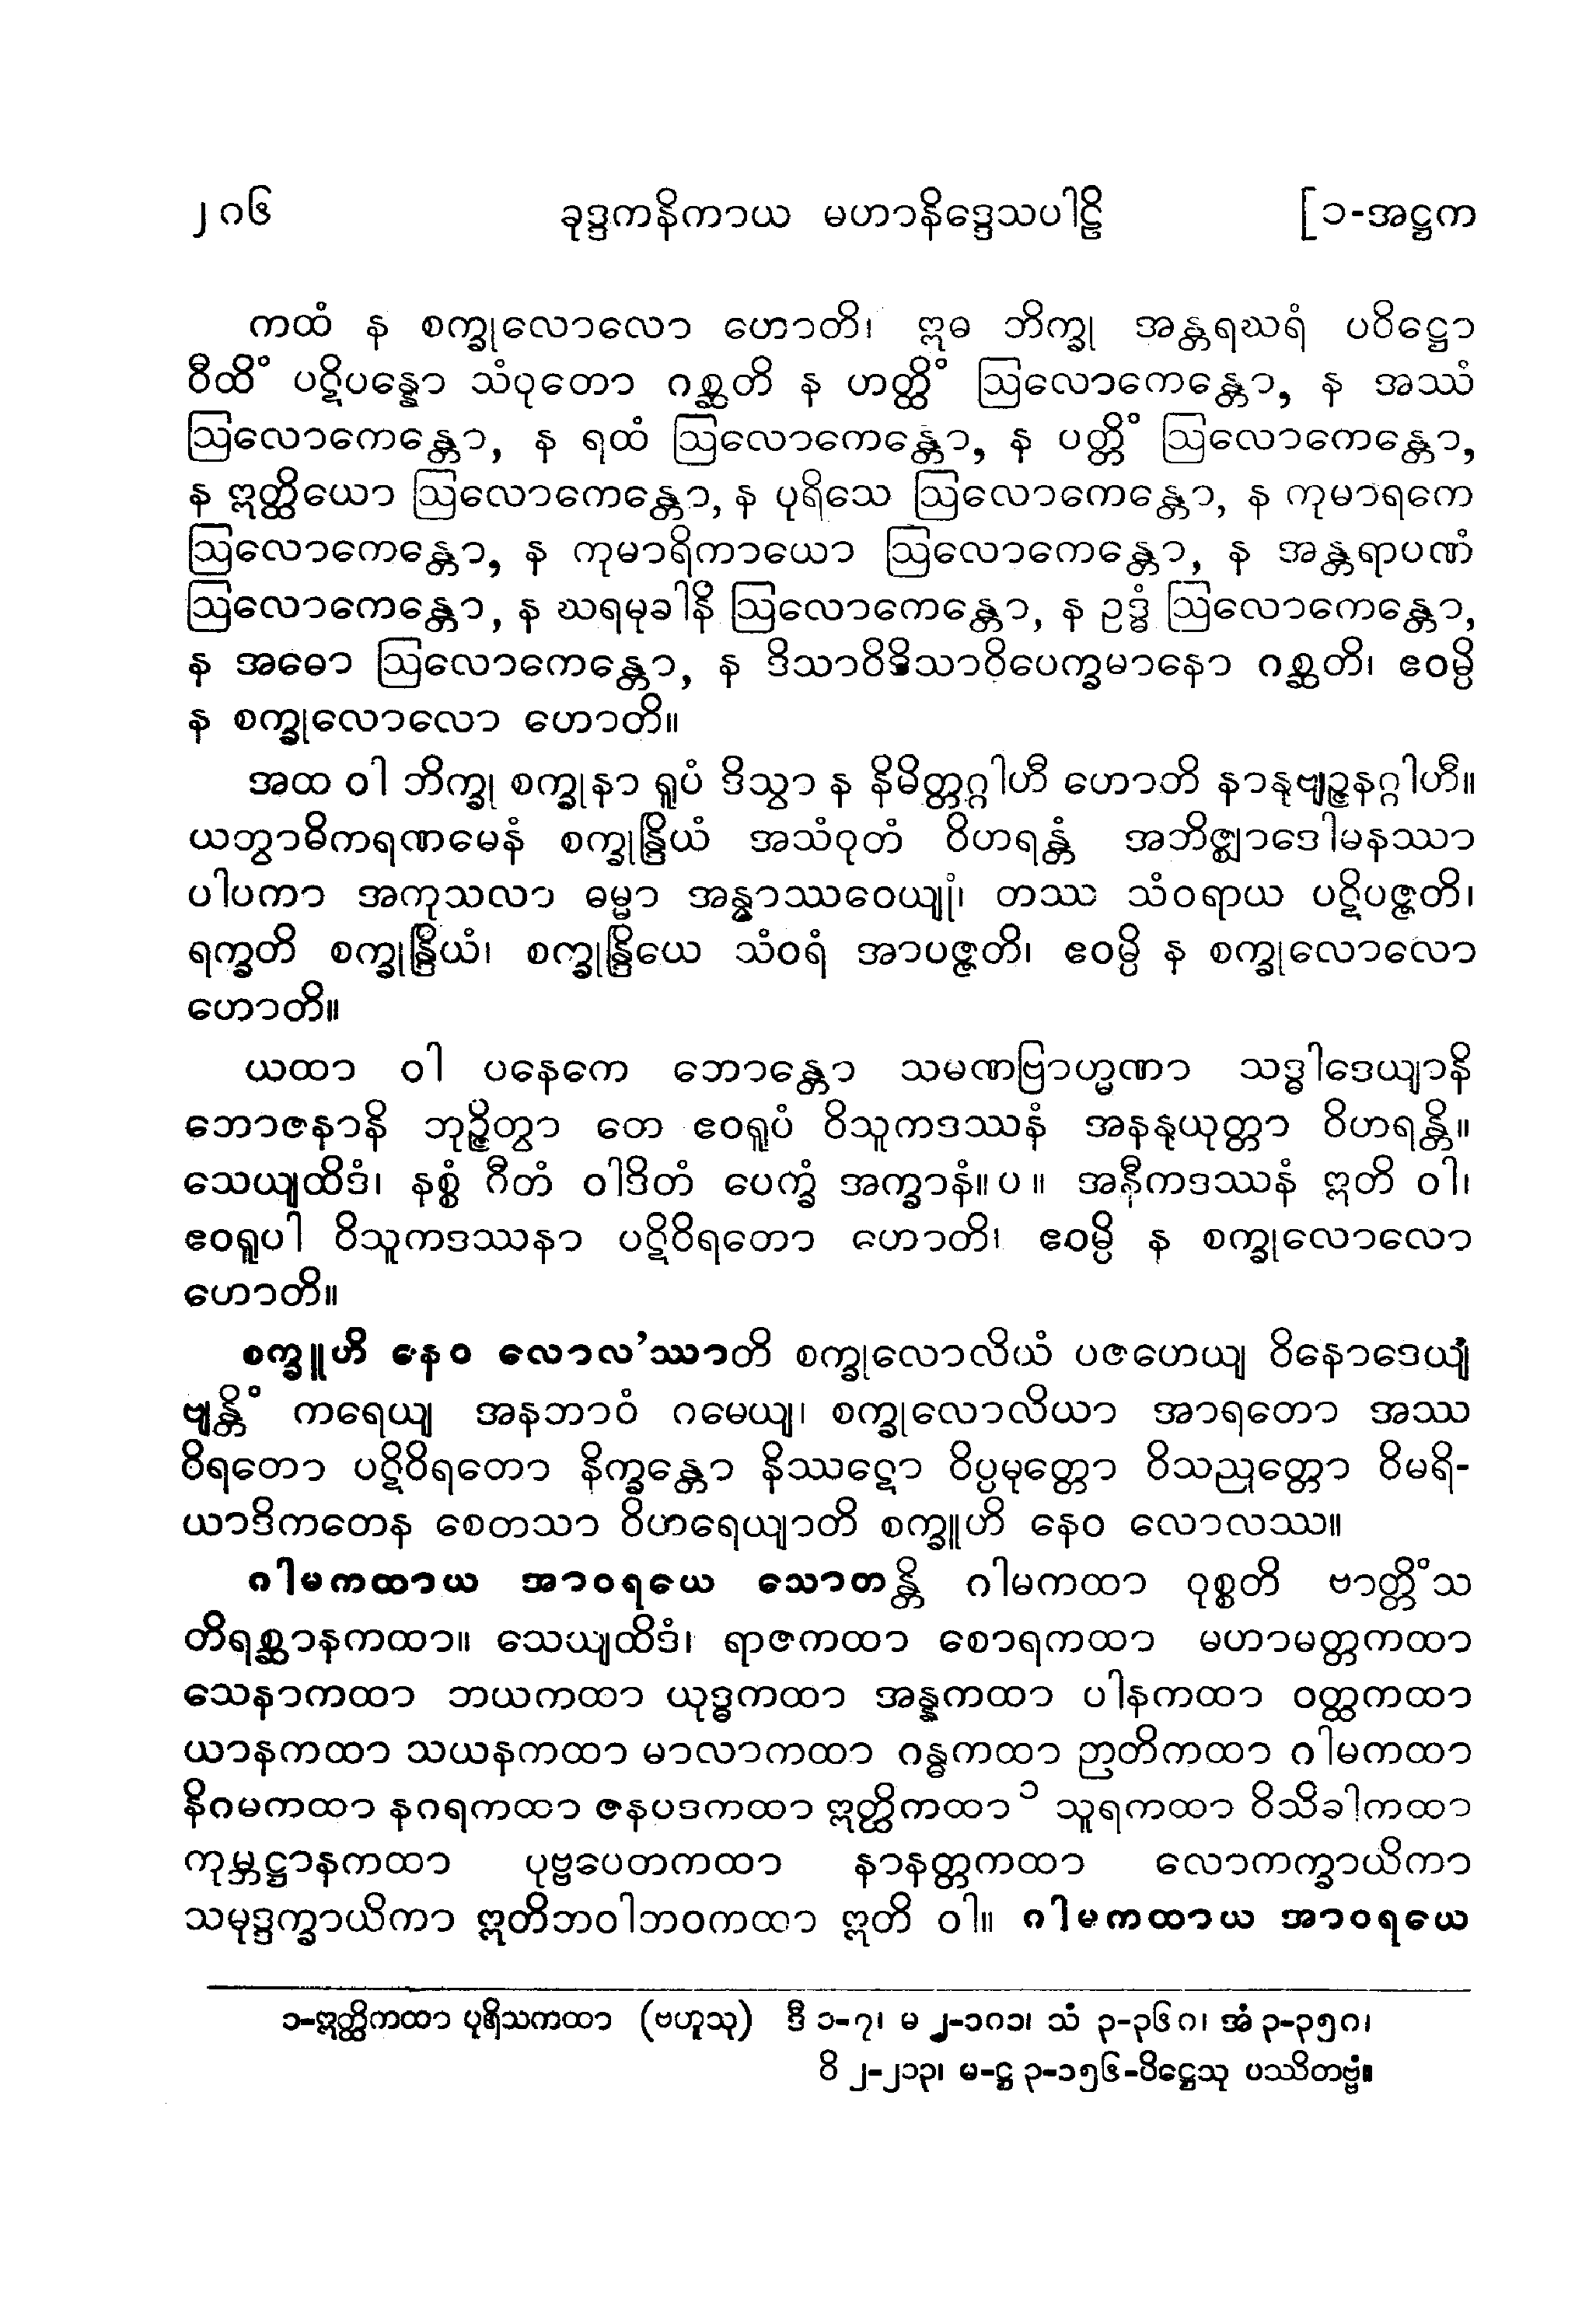 ၂၈၆ ခုဒ္ဒကနိကာယ မဟာနိဒ္ဒေသပါဠိ [၁-အဋ္ဌက
ကထံ န စက္ခုလောလော ဟောတိ၊ ဣဓ ဘိက္ခု အန္တရဃရံ ပဝိဋ္ဌော
ဝီထိံ ပဋိပန္နော သံဝုတော ဂစ္ဆတိ န ဟတ္ထိံ ဩလောကေန္တော, န အဿံ
ဩလောကေန္တော, န ရထံ ဩလောကေန္တော, န ပတ္တိံ ဩလောကေန္တော,
န ဣတ္ထိယော ဩလောကေန္တော, န ပုရိသေ ဩလောကေန္တော, န ကုမာရကေ
ဩလောကေန္တော, န ကုမာရိကာယော ဩလောကေန္တော, န အန္တရာပဏံ
ဩလောကေန္တော, န ဃရမုခါနိ ဩလောကေန္တော, န ဥဒ္ဓံ ဩလောကေန္တော,
န အဓော ဩလောကေန္တော, န ဒိသာဝိဒိသာဝိပေက္ခမာနော ဂစ္ဆတိ၊ ဧဝမ္ပိ
န စက္ခုလောလော ဟောတိ။
အထ ဝါ ဘိက္ခု စက္ခုနာ ရူပံ ဒိသွာ န နိမိတ္တဂ္ဂါဟီ ဟောတိ နာနုဗျဉ္ဇနဂ္ဂါဟီ။
ယတွာဓိကရဏမေနံ စက္ခုန္ဒြိယံ အသံဝုတံ ဝိဟရန္တံ အဘိဇ္ဈာဒေါမနဿာ
ပါပကာ အကုသလာ ဓမ္မာ အန္ဝာဿဝေယျုံ၊ တဿ သံဝရာယ ပဋိပဇ္ဇတိ၊
ရက္ခတိ စက္ခုန္ဒြိယံ၊ စက္ခုန္ဒြိယေ သံဝရံ အာပဇ္ဇတိ၊ ဧဝမ္ပိ န စက္ခုလောလော
ဟောတိ။
ယထာ ဝါ ပနေကေ ဘောန္တော သမဏဗြာဟ္မဏာ သဒ္ဓါဒေယျာနိ
ဘောဇနာနိ ဘုဉ္ဇိတွာ တေ ဧဝရူပံ ဝိသူကဒဿနံ အနနုယုတ္တာ ဝိဟရန္တိ။
သေယျထိဒံ၊ နစ္စံ ဂီတံ ဝါဒိတံ ပေက္ခံ အက္ခာနံ။ ပ ။ အနီကဒဿနံ ဣတိ ဝါ၊
ဧဝရူပါ ဝိသူကဒဿနာ ပဋိဝိရတော ဟောတိ၊ ဧဝမ္ပိ န စက္ခုလောလော
ဟောတိ။
စက္ခူဟိ နေဝ လောလ’ဿာတိ စက္ခုလောလိယံ ပဇဟေယျ ဝိနောဒေယျ
ဗျန္တိံ ကရေယျ အနဘာဝံ ဂမေယျ၊ စက္ခုလောလိယာ အာရတော အဿ
ဝိရတော ပဋိဝိရတော နိက္ခန္တော နိဿဋော ဝိပ္ပမုတ္တော ဝိသညုတ္တော ဝိမရိ-
ယာဒိကတေန စေတသာ ဝိဟရေယျာတိ စက္ခူဟိ နေဝ လောလဿ။
ဂါမကထာယ အာဝရယေ သောတန္တိ ဂါမကထာ ဝုစ္စတိ ဗာတ္တိံသ
တိရစ္ဆာနကထာ။ သေယျထိဒံ၊ ရာဇကထာ စောရကထာ မဟာမတ္တကထာ
သေနာကထာ ဘယကထာ ယုဒ္ဓကထာ အန္နကထာ ပါနကထာ ဝတ္ထကထာ
ယာနကထာ သယနကထာ မာလာကထာ ဂန္ဓကထာ ဉာတိကထာ ဂါမကထာ
နိဂမကထာ နဂရကထာ ဇနပဒကထာ ဣတ္ထိကထာ ၁ သူရကထာ ဝိသိခါကထာ
ကုမ္ဘဋ္ဌာနကထာ ပုဗ္ဗပေတကထာ နာနတ္တကထာ လောကက္ခာယိကာ
သမုဒ္ဒက္ခာယိကာ ဣတိဘဝါဘဝကထာ ဣတိ ဝါ။ ဂါမကထာယ အာဝရယေ
၁-ဣတ္ထိကထာ ပုရိသကထာ (ဗဟူသု) ဒီ ၁-၇၊ မ ၂-၁၈၁၊ သံ ၃-၃၆၈၊ အံ ၃-၃၅၈၊
ဝိ ၂-၂၁၃၊ မ-ဋ္ဌ ၃-၁၅၆-ပိဋ္ဌေသု ပဿိတဗ္ဗံ။